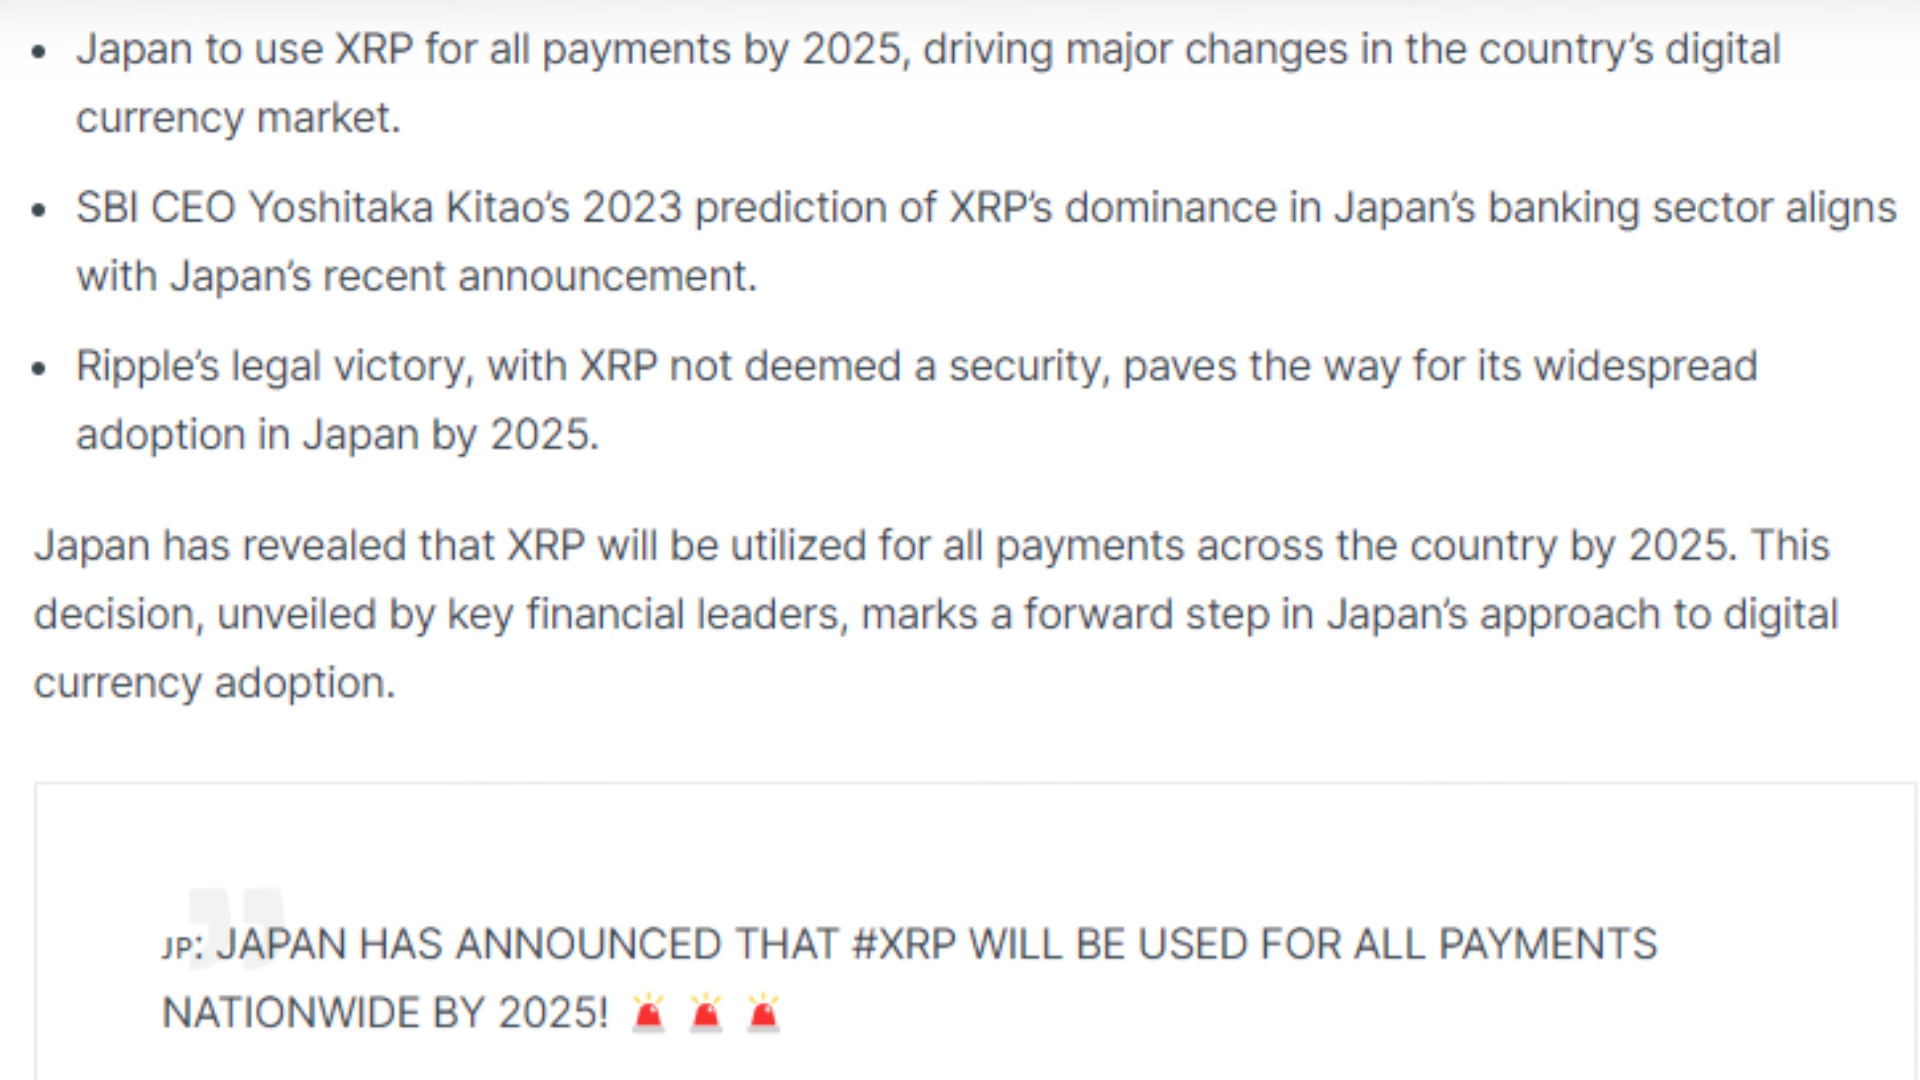 • Japan to use XRP for all payments by 2025, driving major changes in the country’s digital
currency market.
• SBI CEO Yoshitaka Kitao’s 2023 prediction of XRP’s dominance in Japan’s banking sector aligns
with Japan’s recent announcement.
• Ripple’s legal victory, with XRP not deemed a security, paves the way for its widespread
adoption in Japan by 2025.
Japan has revealed that XRP will be utilized for all payments across the country by 2025. This
decision, unveiled by key financial leaders, marks a forward step in Japan’s approach to digital
currency adoption.
JP: JAPAN HAS ANNOUNCED THAT #XRP WILL BE USED FOR ALL PAYMENTS
NATIONWIDE BY 2025! 🚨 🚨 🚨